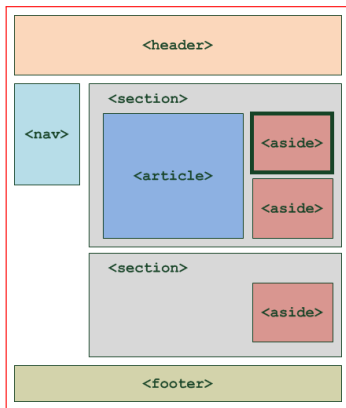 <header>
<section>
<nav>
<article>
<aside>
<aside>
<section>
<aside>
<footer>